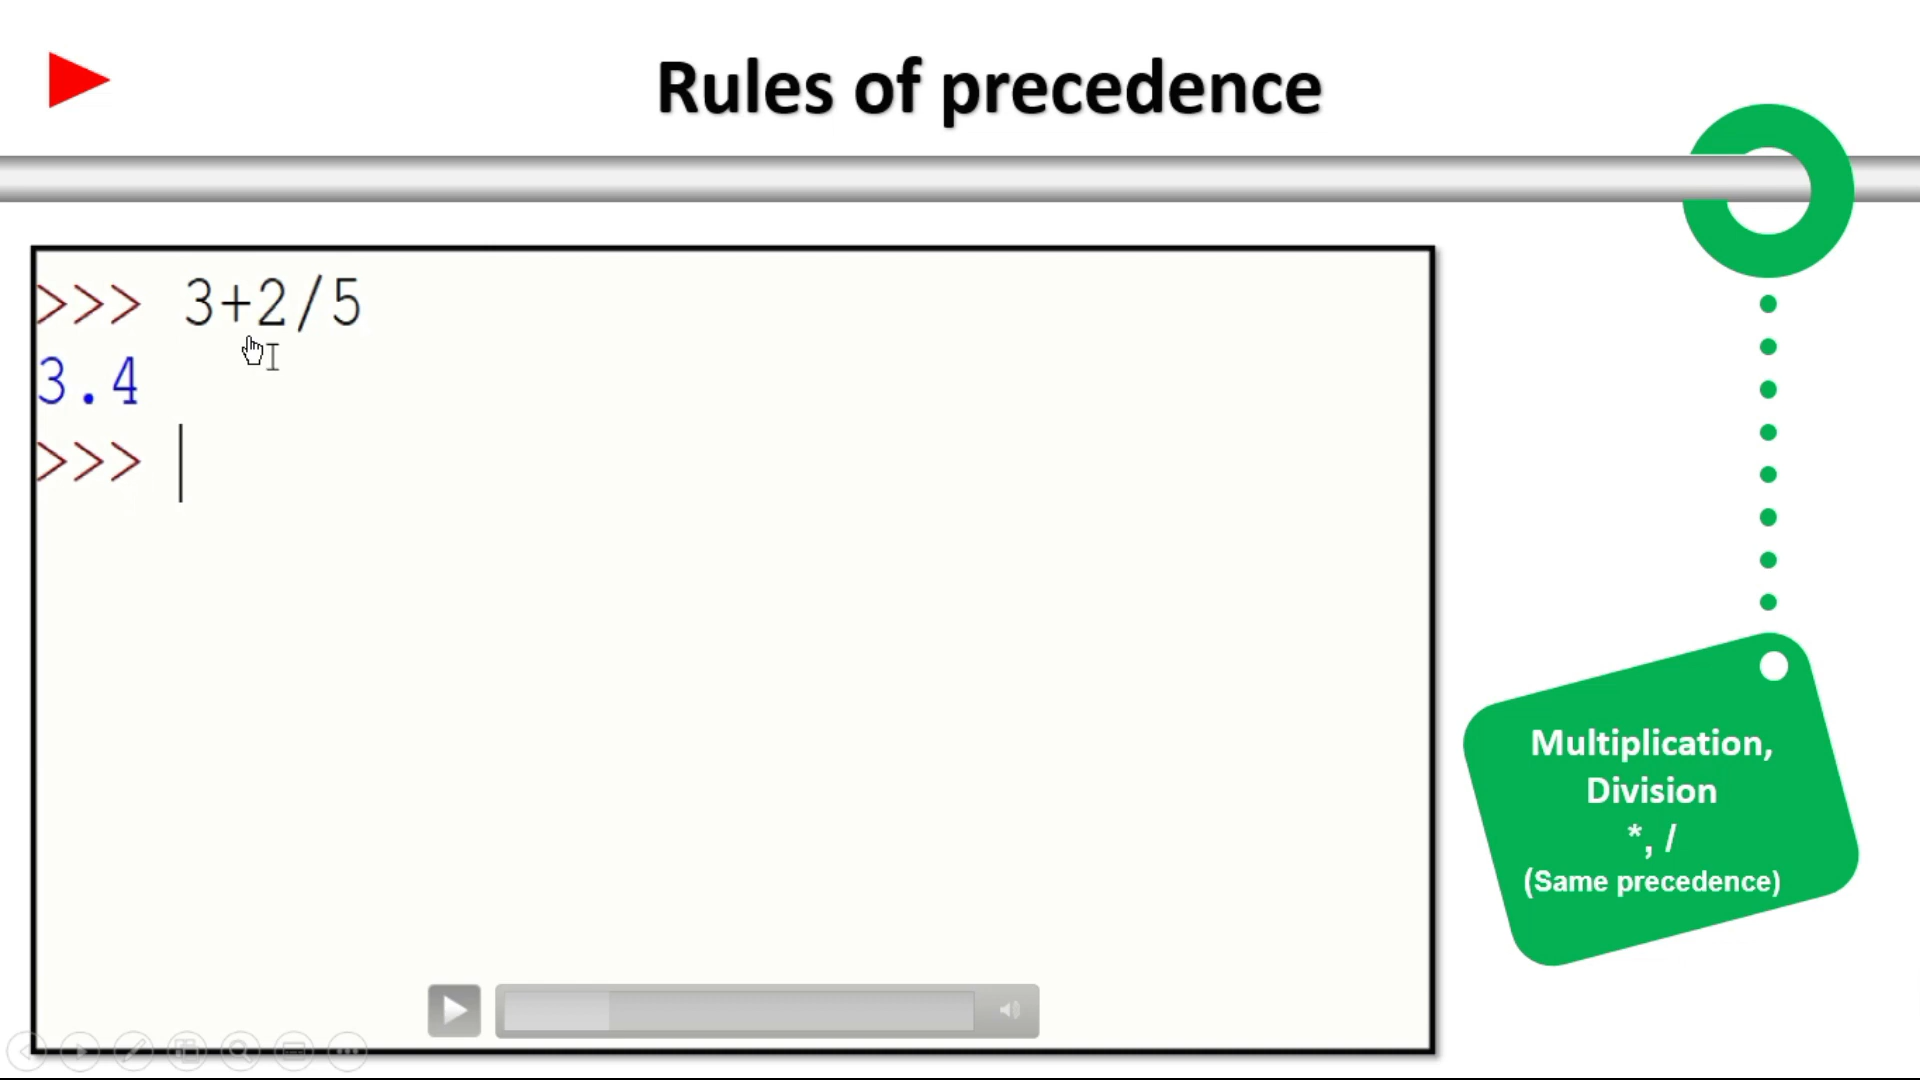 Rules of precedence
>>> 3+2/5
3.4
>>>
Multiplication,
Division
*, /
(Same precedence)